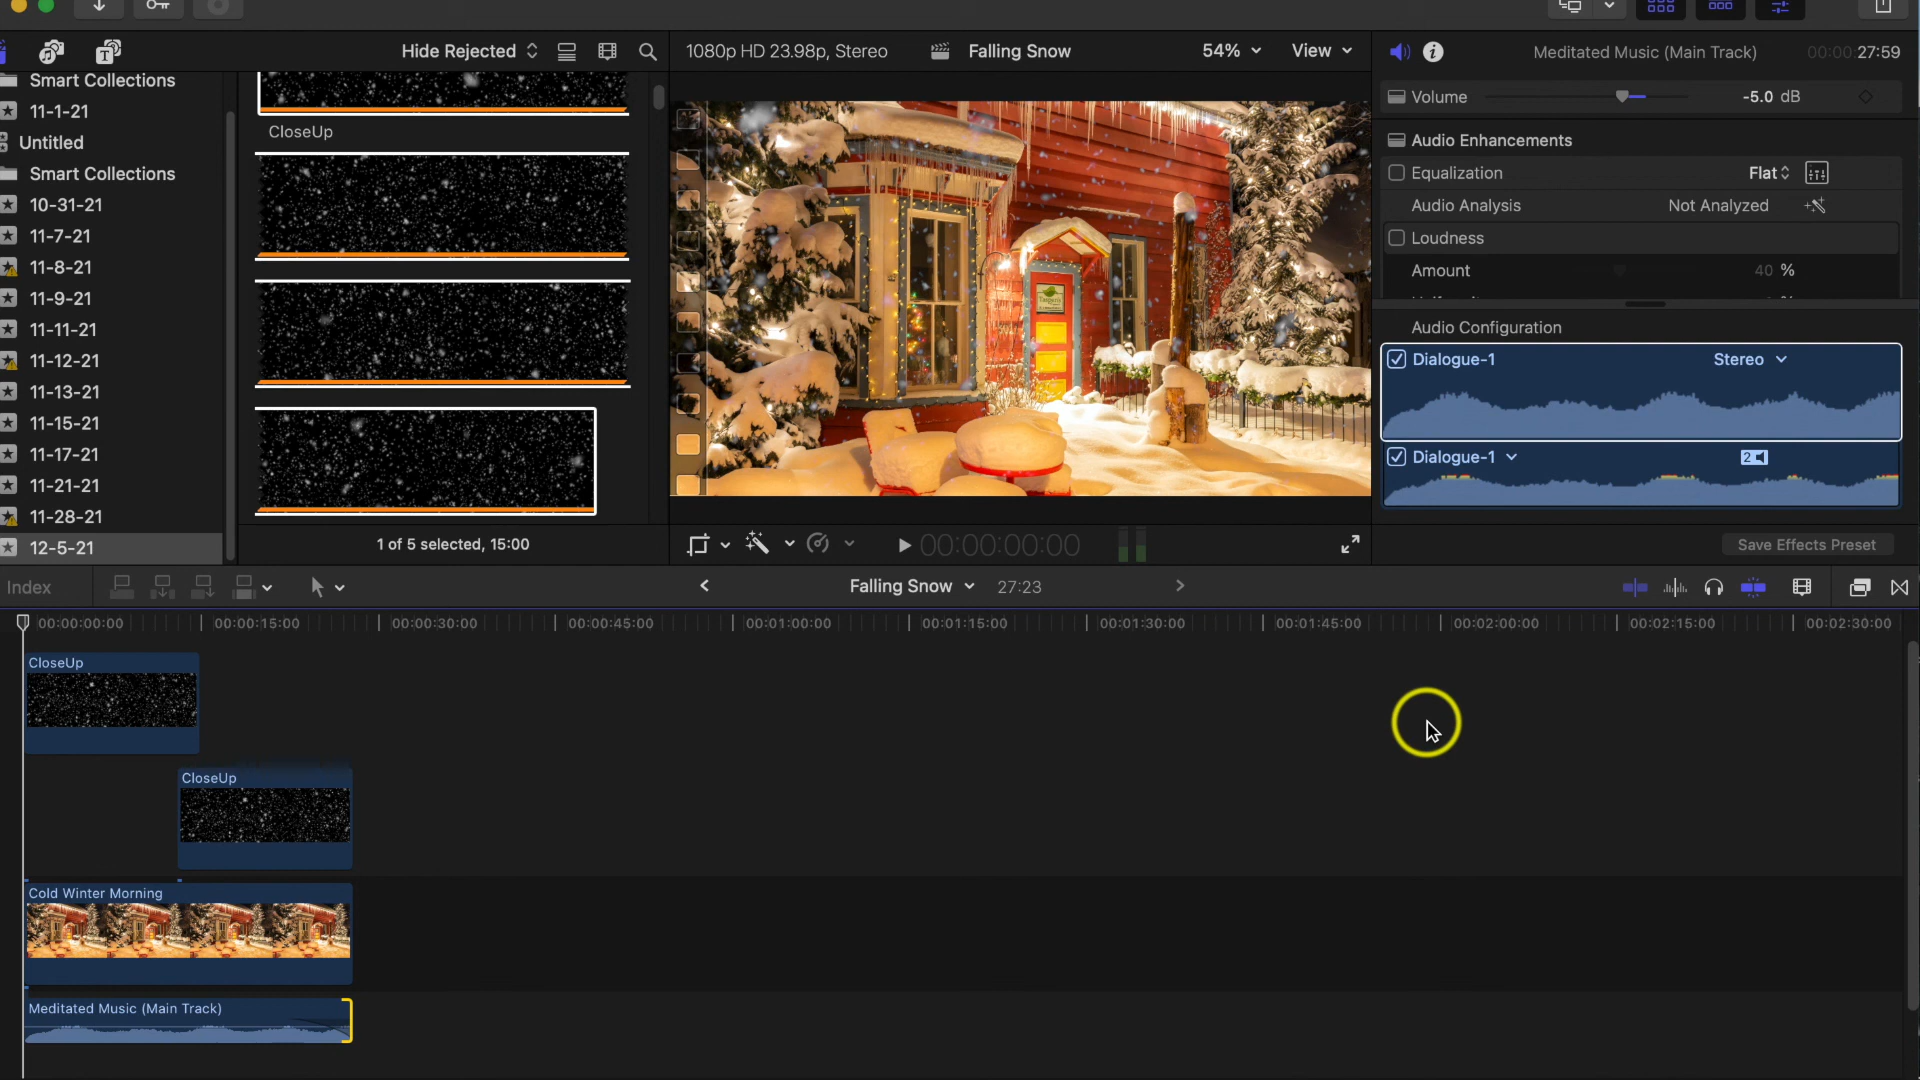 Hide Rejected
1080p HD 23.98p, Stereo
Falling Snow
54%
View
Meditated Music (Main Track)
00:00:27:59
Smart Collections
11-1-21
Untitled
Smart Collections
10-31-21
11-7-21
11-8-21
11-9-21
11-11-21
11-12-21
11-13-21
11-15-21
11-17-21
11-21-21
11-28-21
12-5-21
CloseUp
1 of 5 selected, 15:00
00:00:00:00
Volume
-5.0 dB
Audio Enhancements
Equalization
Flat
Audio Analysis
Not Analyzed
Loudness
Amount
40 %
Audio Configuration
Dialogue-1
Stereo
Dialogue-1
2
Save Effects Preset
Index
Falling Snow
27:23
00:00:00:00
00:00:15:00
00:00:30:00
00:00:45:00
00:01:00:00
00:01:15:00
00:01:30:00
00:01:45:00
00:02:00:00
00:02:15:00
00:02:30:00
CloseUp
CloseUp
Cold Winter Morning
Meditated Music (Main Track)